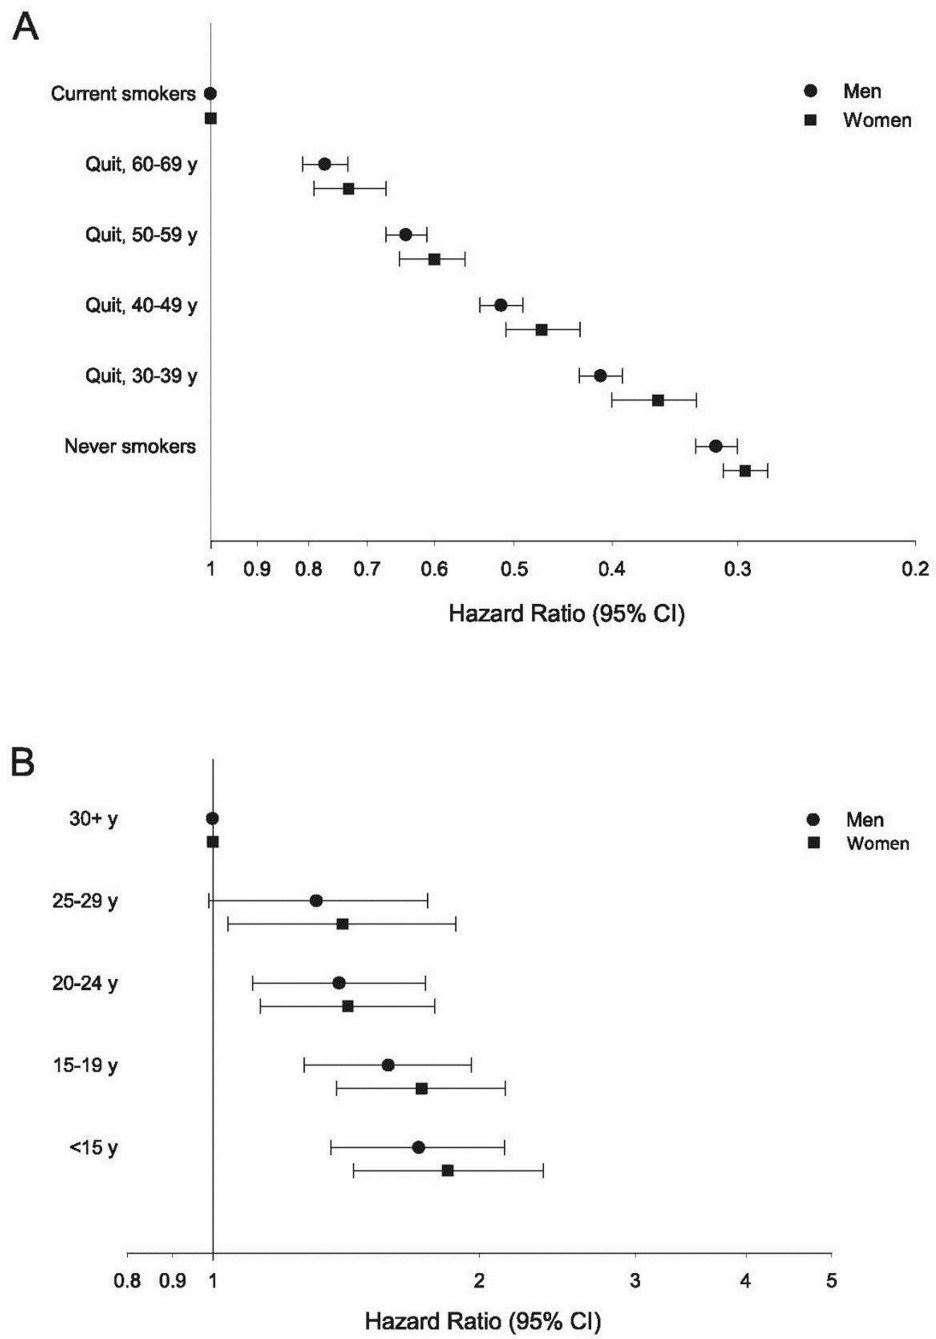 A
Current smokers
Men
Women
Quit, 60-69 y
Quit, 50-59 y
Quit, 40-49 y
Quit, 30-39 y
Never smokers
1 0.9 0.8 0.7 0.6 0.5 0.4 0.3 0.2
Hazard Ratio (95% CI)
B
30+ y
Men
Women
25-29 y
20-24 y
15-19 y
<15 y
0.8 0.9 1 2 3 4 5
Hazard Ratio (95% CI)